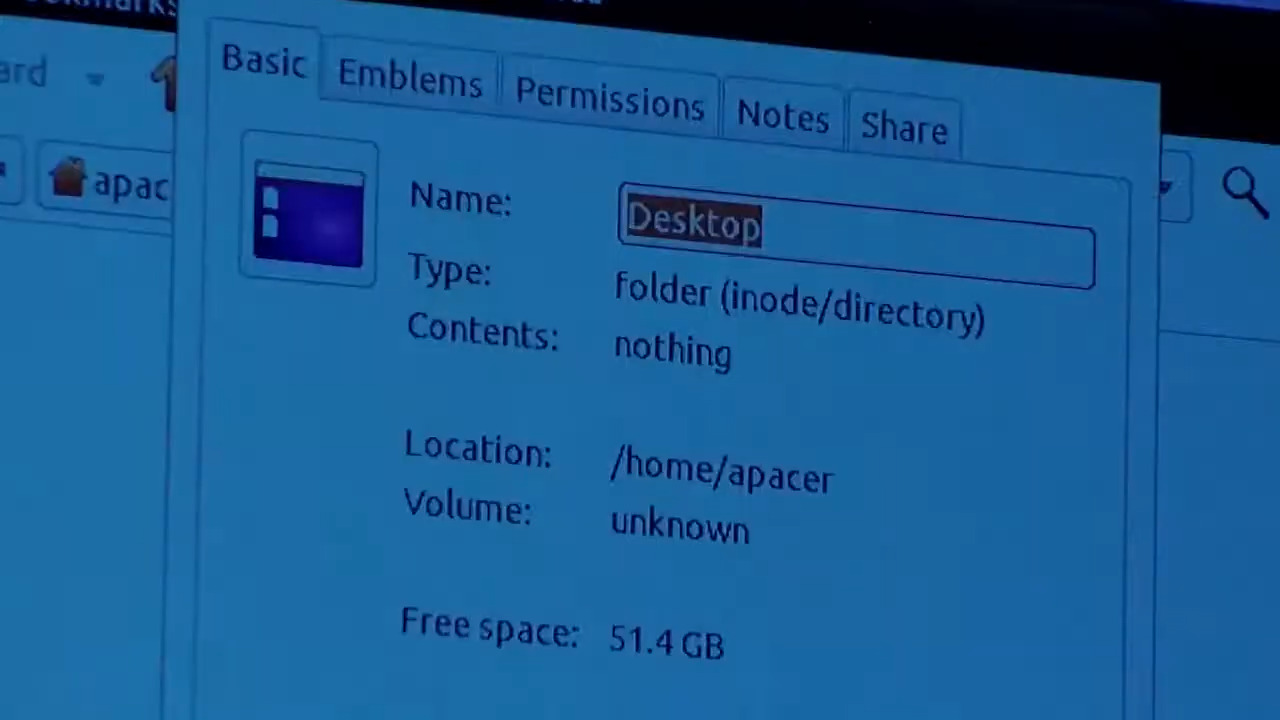 Basic Emblems Permissions Notes Share
Name: Desktop
Type: folder (inode/directory)
Contents: nothing
Location: /home/apacer
Volume: unknown
Free space: 51.4 GB